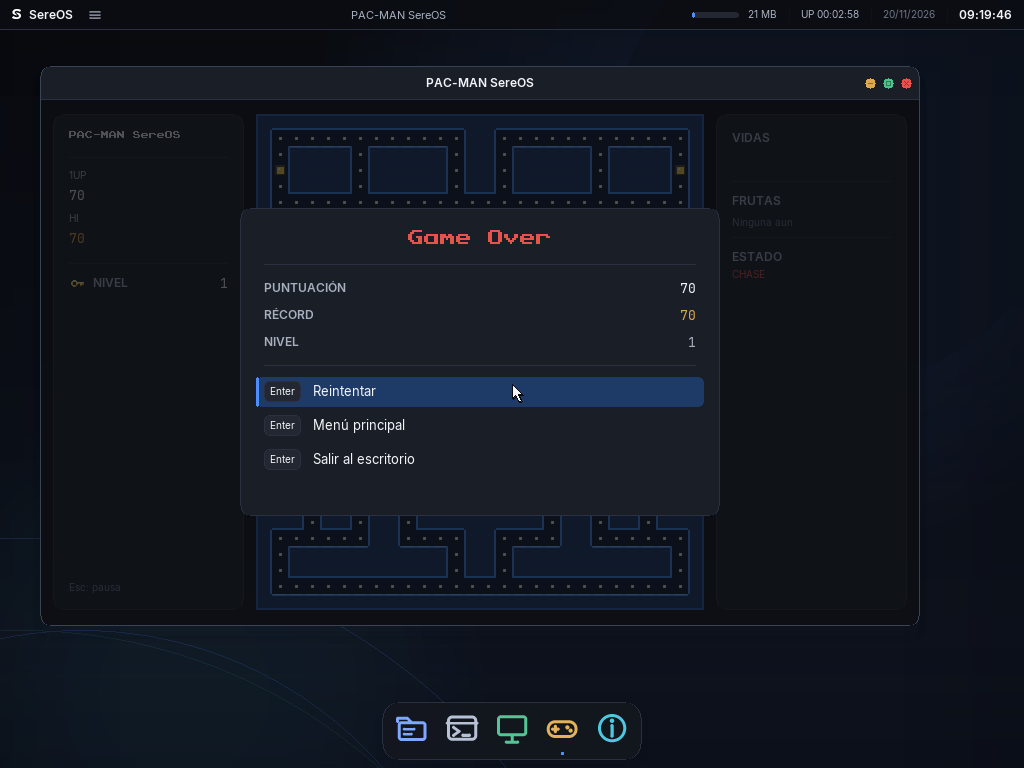 S SereOS
PAC-MAN SereOS
21 MB
UP 00:02:58
20/11/2026
09:19:46
PAC-MAN SereOS
PAC-MAN SereOS
1UP
70
HI
70
NIVEL 1
Esc: pausa
VIDAS
FRUTAS
Ninguna aun
ESTADO
CHASE
Game Over
PUNTUACIÓN 70
RÉCORD 70
NIVEL 1
Enter Reintentar
Enter Menú principal
Enter Salir al escritorio